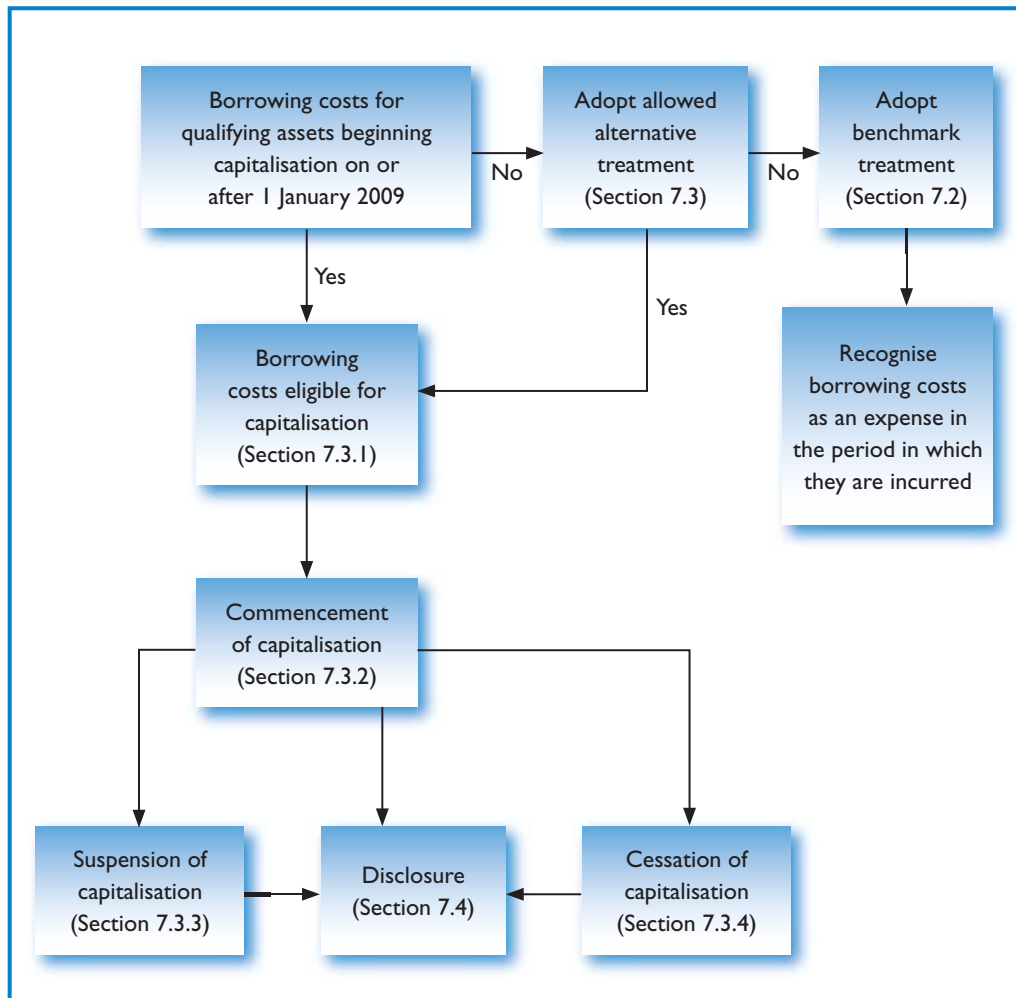 Borrowing costs for
qualifying assets beginning
capitalisation on or
after 1 January 2009
No
Adopt allowed
alternative
treatment
(Section 7.3)
No
Adopt
benchmark
treatment
(Section 7.2)
Yes
Yes
Borrowing
costs eligible for
capitalisation
(Section 7.3.1)
Recognise
borrowing costs
as an expense in
the period in which
they are incurred
Commencement
of capitalisation
(Section 7.3.2)
Suspension of
capitalisation
(Section 7.3.3)
Disclosure
(Section 7.4)
Cessation of
capitalisation
(Section 7.3.4)